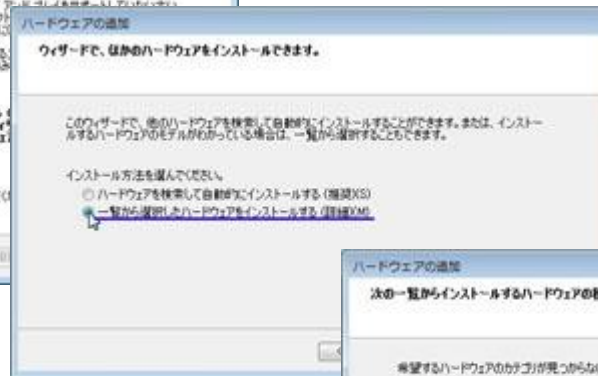 ハードウェアの追加
ウィザードで、ほかのハードウェアをインストールできます。
このウィザードで、他のハードウェアを検索して自動的にインストールすることができます。または、インストー
ルするハードウェアのモデルがわかっている場合は、一覧から選択することもできます。
インストール方法を選んでください。
ハードウェアを検索して自動的にインストールする (推奨)(S)
一覧から選択したハードウェアをインストールする (詳細)(M)
ハードウェアの追加
次の一覧からインストールするハードウェアの
希望するハードウェアのカテゴリが見つからな